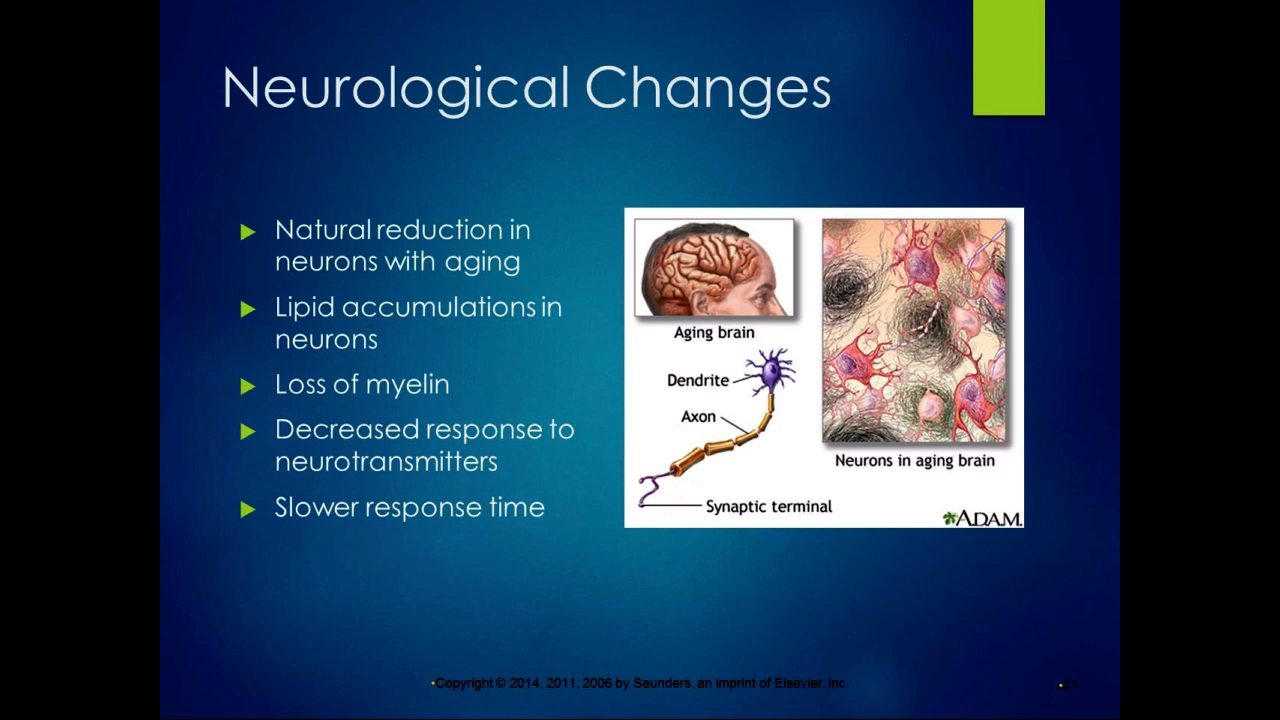 Neurological Changes
Natural reduction in
neurons with aging
Lipid accumulations in
neurons
Loss of myelin
Decreased response to
neurotransmitters
Slower response time
Aging brain
Dendrite
Axon
Synaptic terminal
Neurons in aging brain
A.D.A.M.
•Copyright © 2014, 2011, 2006 by Saunders, an imprint of Elsevier, Inc.